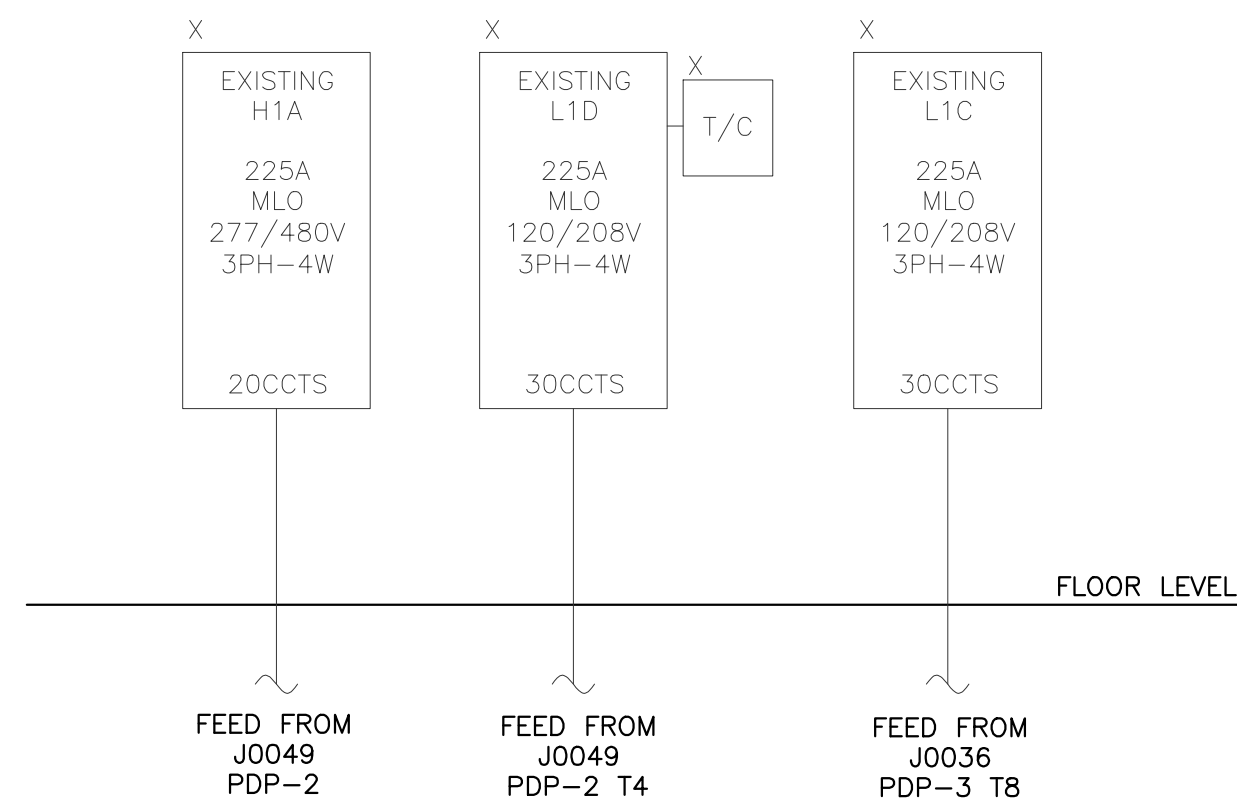 X
EXISTING
H1A
225A
MLO
277/480V
3PH-4W
20CCTS
X
EXISTING
L1D
225A
MLO
120/208V
3PH-4W
30CCTS
X
T/C
X
EXISTING
L1C
225A
MLO
120/208V
3PH-4W
30CCTS
FLOOR LEVEL
FEED FROM
J0049
PDP-2
FEED FROM
J0049
PDP-2 T4
FEED FROM
J0036
PDP-3 T8